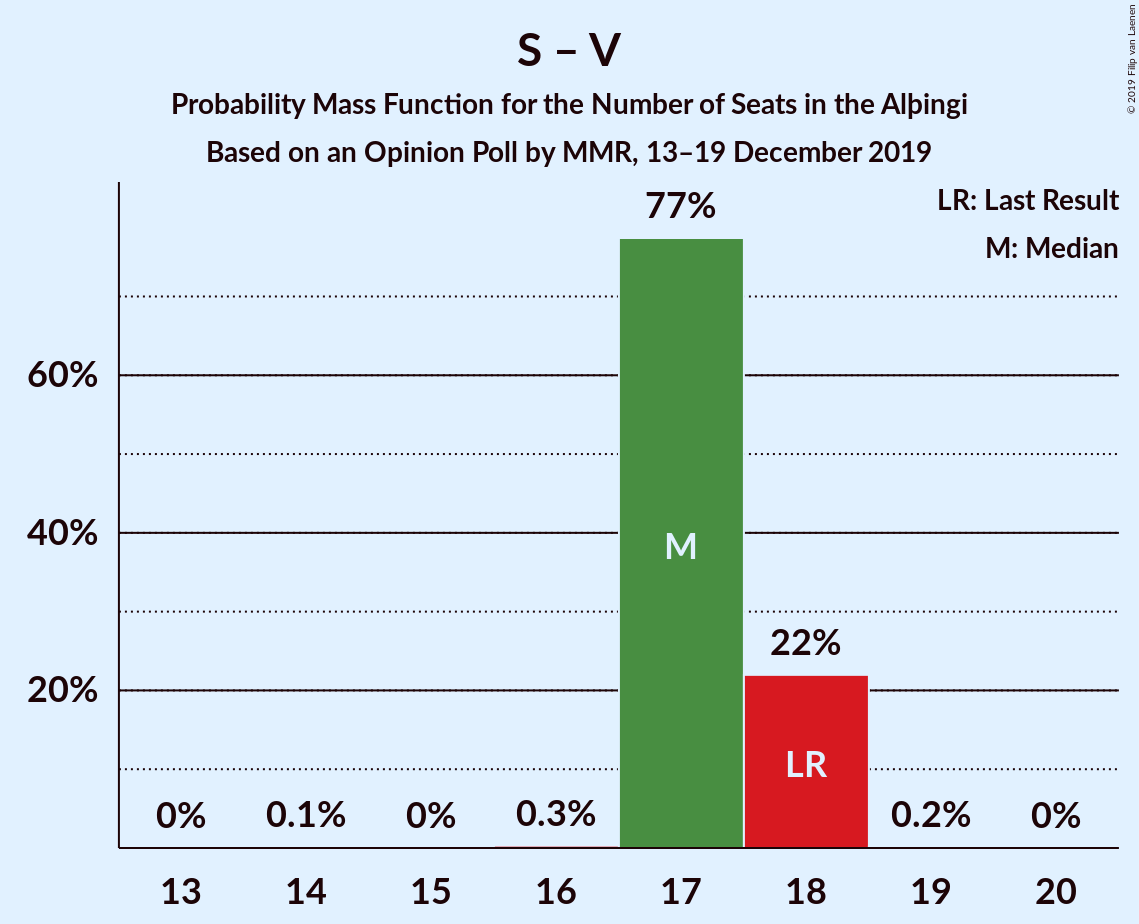 S – V
Probability Mass Function for the Number of Seats in the Alþingi
Based on an Opinion Poll by MMR, 13–19 December 2019
© 2019 Filip van Laenen
LR: Last Result
M: Median
77%
60%
M
40%
22%
20%
LR
0%
0.1%
0%
0.3%
0.2%
0%
13
14
15
16
17
18
19
20